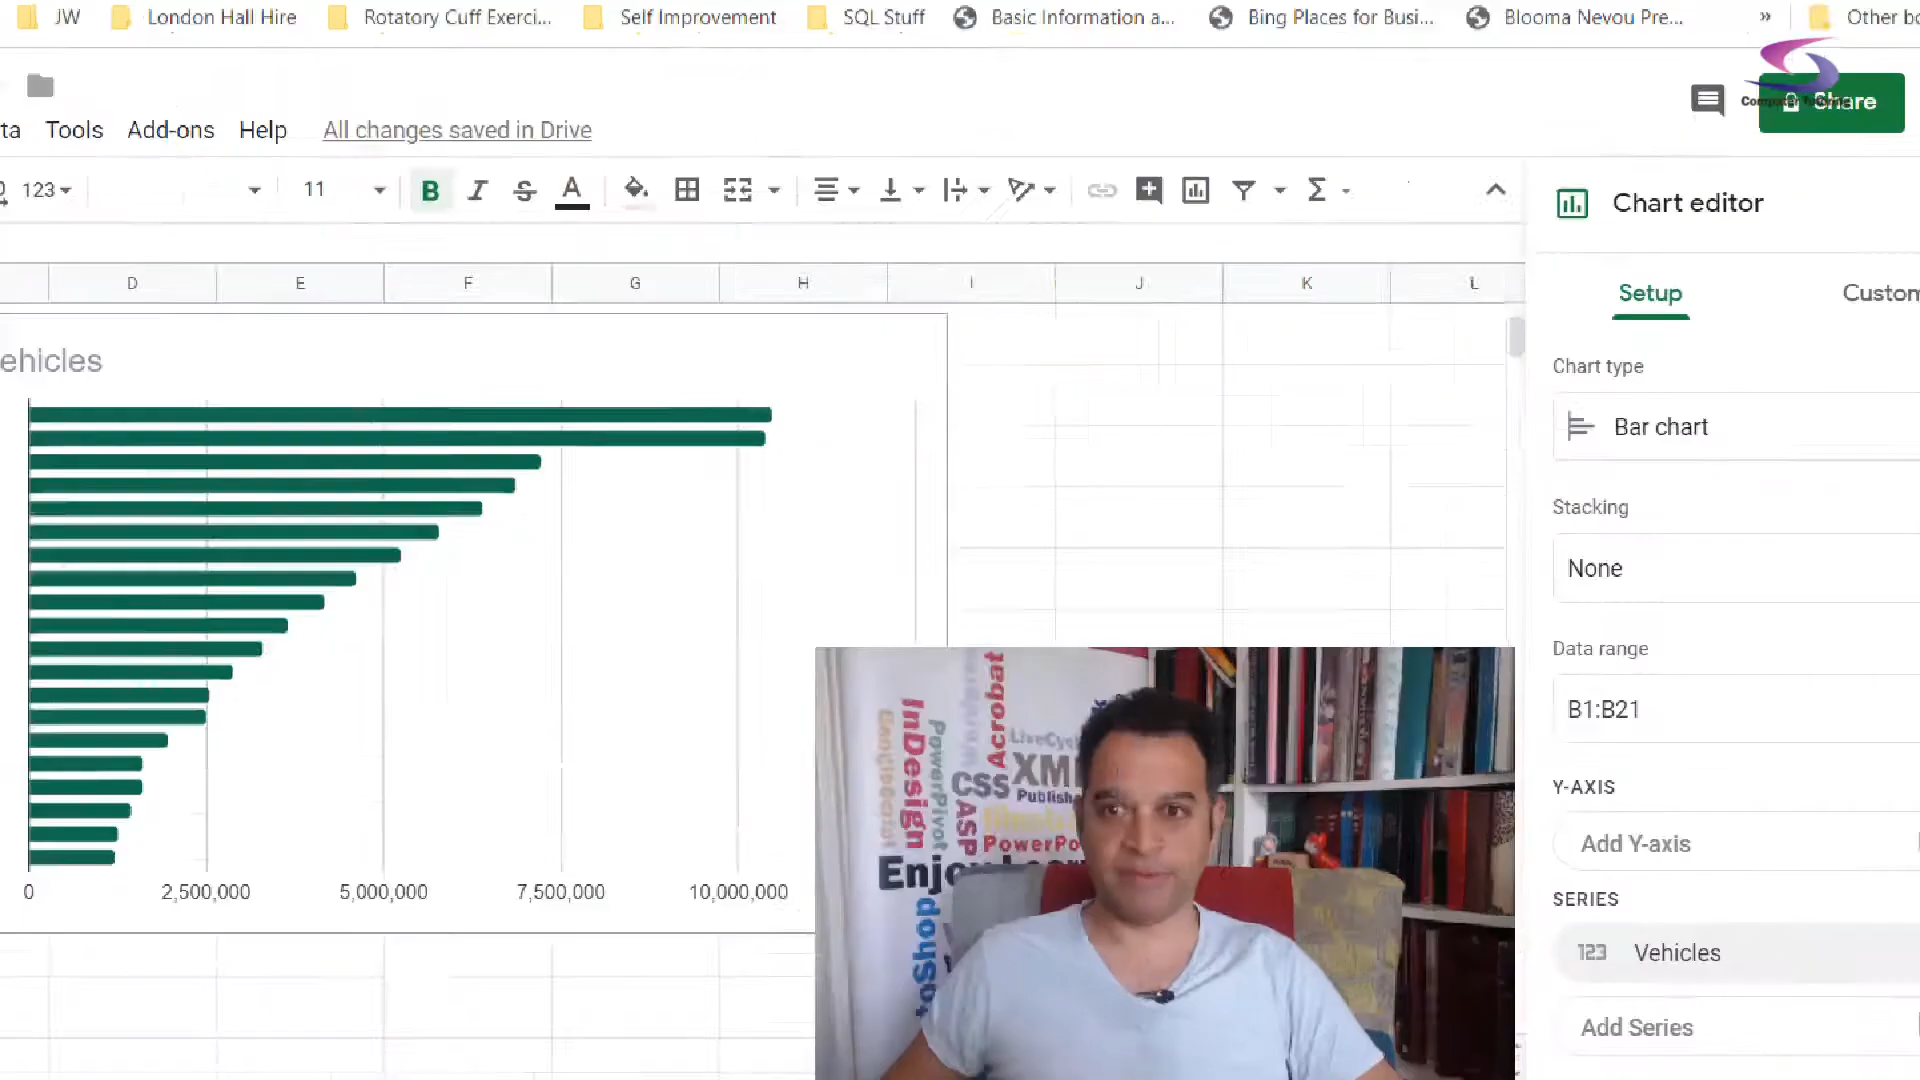 JW London Hall Hire Rotatory Cuff Exerci... Self Improvement SQL Stuff Basic Information a... Bing Places for Busi... Blooma Nevou Pre... » Other bo
Share
ta Tools Add-ons Help All changes saved in Drive
123 11 B I S A Σ
Chart editor
D E F G H I J K L
Setup Custom
ehicles
Chart type
Bar chart
Stacking
None
Data range
B1:B21
Y-AXIS
Add Y-axis
SERIES
123 Vehicles
Add Series
0 2,500,000 5,000,000 7,500,000 10,000,000
InDesign
PowerPivot
Acrobat
LiveCyc
CSS XM
Publish
ASP
PowerPo
Enjo